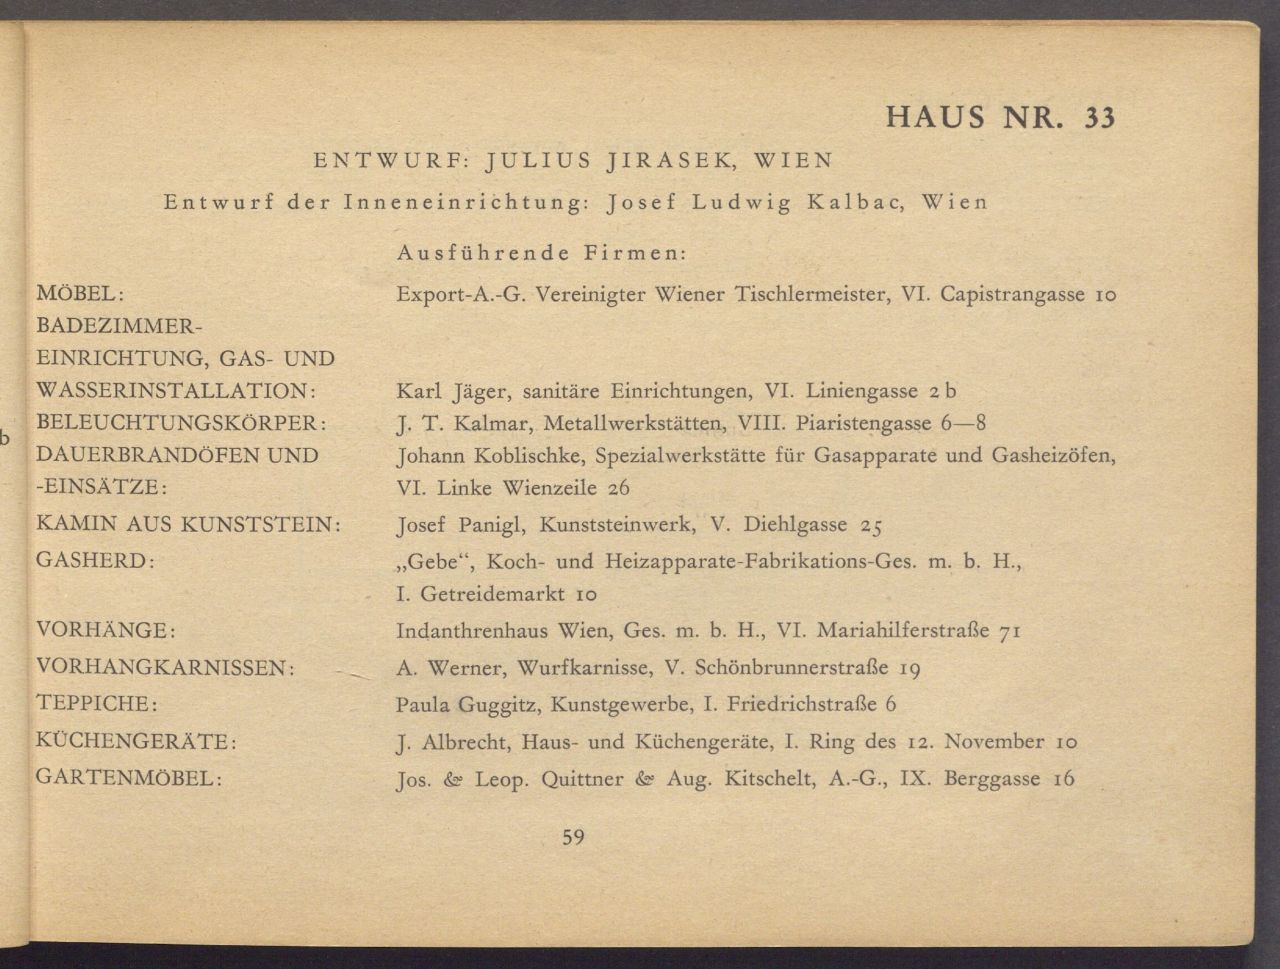 HAUS NR. 33
ENTWURF: JULIUS JIRASEK, WIEN
Entwurf der Inneneinrichtung: Josef Ludwig Kalbac, Wien
Ausführende Firmen:
MÖBEL: Export-A.-G. Vereinigter Wiener Tischlermeister, VI. Capistrangasse 10
BADEZIMMER-
EINRICHTUNG, GAS- UND
WASSERINSTALLATION: Karl Jäger, sanitäre Einrichtungen, VI. Liniengasse 2 b
BELEUCHTUNGSKÖRPER: J. T. Kalmar, Metallwerkstätten, VIII. Piaristengasse 6—8
DAUERBRANDÖFEN UND Johann Koblischke, Spezialwerkstätte für Gasapparate und Gasheizöfen,
-EINSÄTZE: VI. Linke Wienzeile 26
KAMIN AUS KUNSTSTEIN: Josef Panigl, Kunststeinwerk, V. Diehlgasse 25
GASHERD: „Gebe“, Koch- und Heizapparate-Fabrikations-Ges. m. b. H.,
I. Getreidemarkt 10
VORHÄNGE: Indanthrenhaus Wien, Ges. m. b. H., VI. Mariahilferstraße 71
VORHANGKARNISSEN: A. Werner, Wurfkarnisse, V. Schönbrunnerstraße 19
TEPPICHE: Paula Guggitz, Kunstgewerbe, I. Friedrichstraße 6
KÜCHENGERÄTE: J. Albrecht, Haus- und Küchengeräte, I. Ring des 12. November 10
GARTENMÖBEL: Jos. & Leop. Quittner & Aug. Kitschelt, A.-G., IX. Berggasse 16
59
b